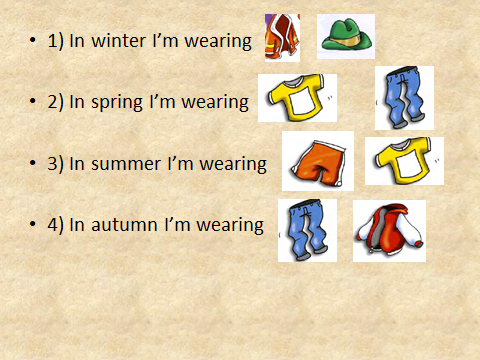 • 1) In winter I’m wearing
• 2) In spring I’m wearing
• 3) In summer I’m wearing
• 4) In autumn I’m wearing